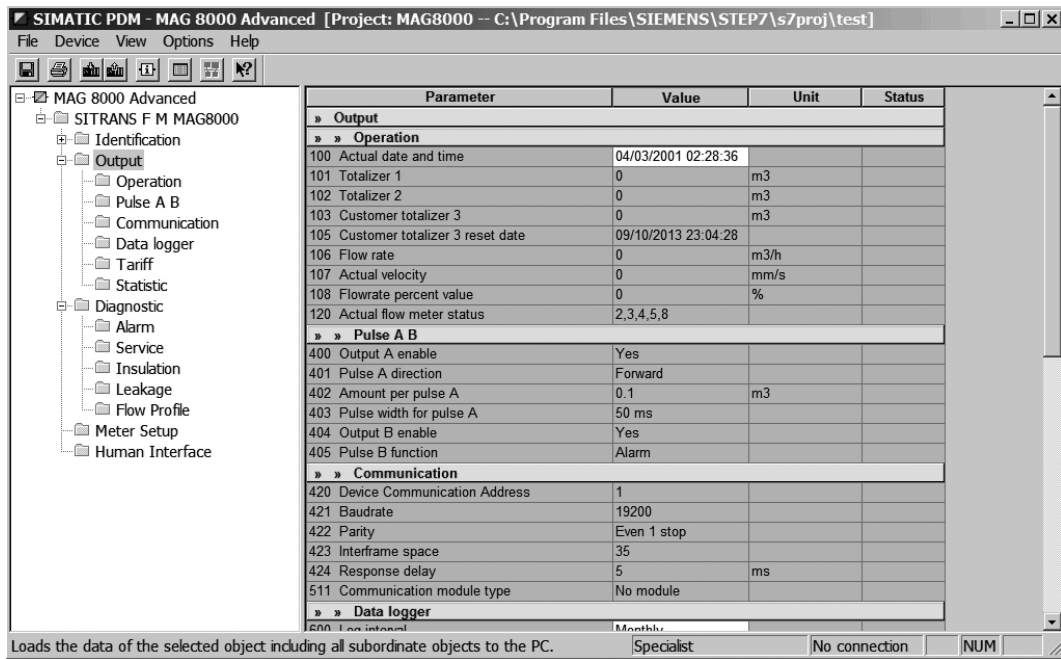 SIMATIC PDM - MAG 8000 Advanced [Project: MAG8000 -- C:\Program Files\SIEMENS\STEP7\s7proj\test]
File Device View Options Help
MAG 8000 Advanced
SITRANS F M MAG8000
Identification
Output
Operation
Pulse A B
Communication
Data logger
Tariff
Statistic
Diagnostic
Alarm
Service
Insulation
Leakage
Flow Profile
Meter Setup
Human Interface
Parameter Value Unit Status
» Output
» » Operation
100 Actual date and time 04/03/2001 02:28:36
101 Totalizer 1 0 m3
102 Totalizer 2 0 m3
103 Customer totalizer 3 0 m3
105 Customer totalizer 3 reset date 09/10/2013 23:04:28
106 Flow rate 0 m3/h
107 Actual velocity 0 mm/s
108 Flowrate percent value 0 %
120 Actual flow meter status 2,3,4,5,8
» » Pulse A B
400 Output A enable Yes
401 Pulse A direction Forward
402 Amount per pulse A 0.1 m3
403 Pulse width for pulse A 50 ms
404 Output B enable Yes
405 Pulse B function Alarm
» » Communication
420 Device Communication Address 1
421 Baudrate 19200
422 Parity Even 1 stop
423 Interframe space 35
424 Response delay 5 ms
511 Communication module type No module
» » Data logger
600 Log interval Monthly
Loads the data of the selected object including all subordinate objects to the PC. Specialist No connection NUM